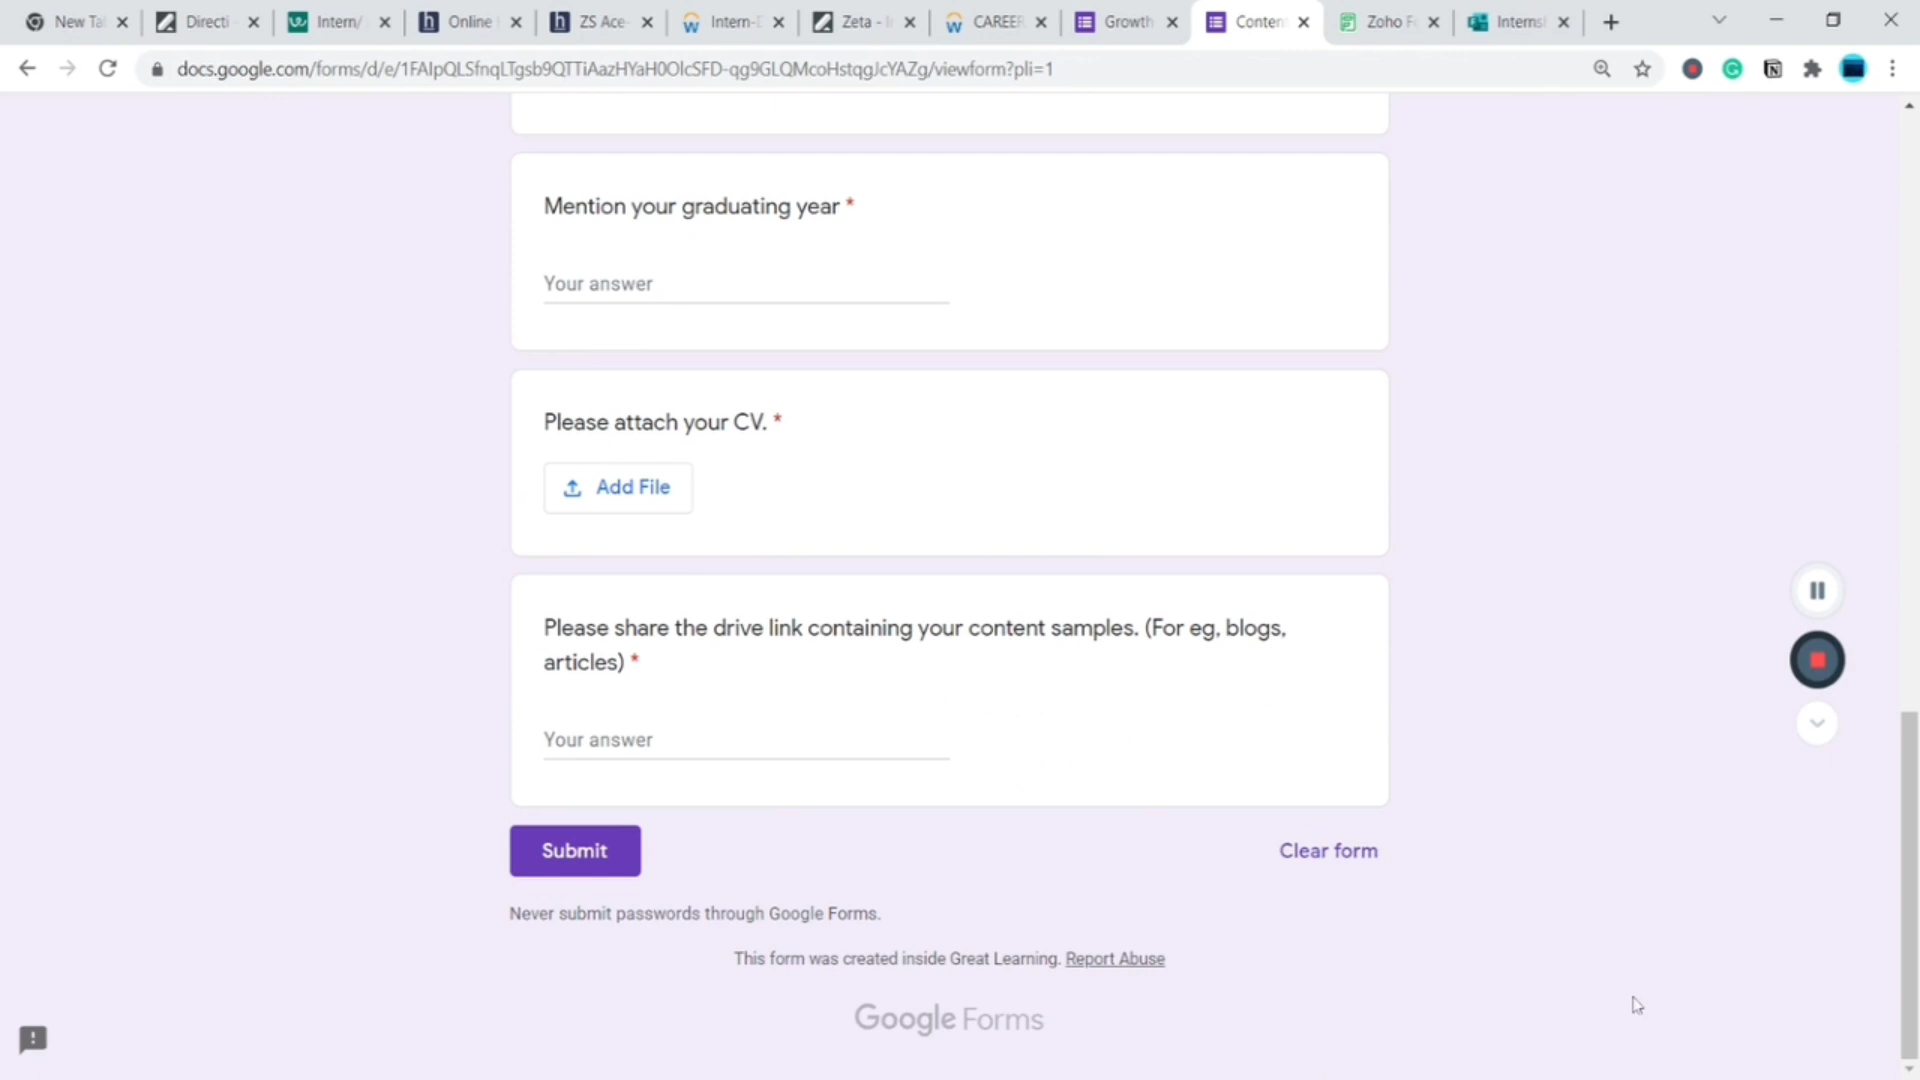 New Ta
Directi
Intern/
Online
ZS Ace
Intern-D
Zeta - I
CAREER
Growth
Conten
Zoho Fo
Internsh
docs.google.com/forms/d/e/1FAIpQLSfnqLTgsb9QTTiAazHYaH0OlcSFD-qg9GLQMcoHstqgJcYAZg/viewform?pli=1
Mention your graduating year *
Your answer
Please attach your CV. *
Add File
Please share the drive link containing your content samples. (For eg, blogs,
articles) *
Your answer
Submit
Clear form
Never submit passwords through Google Forms.
This form was created inside Great Learning. Report Abuse
Google Forms